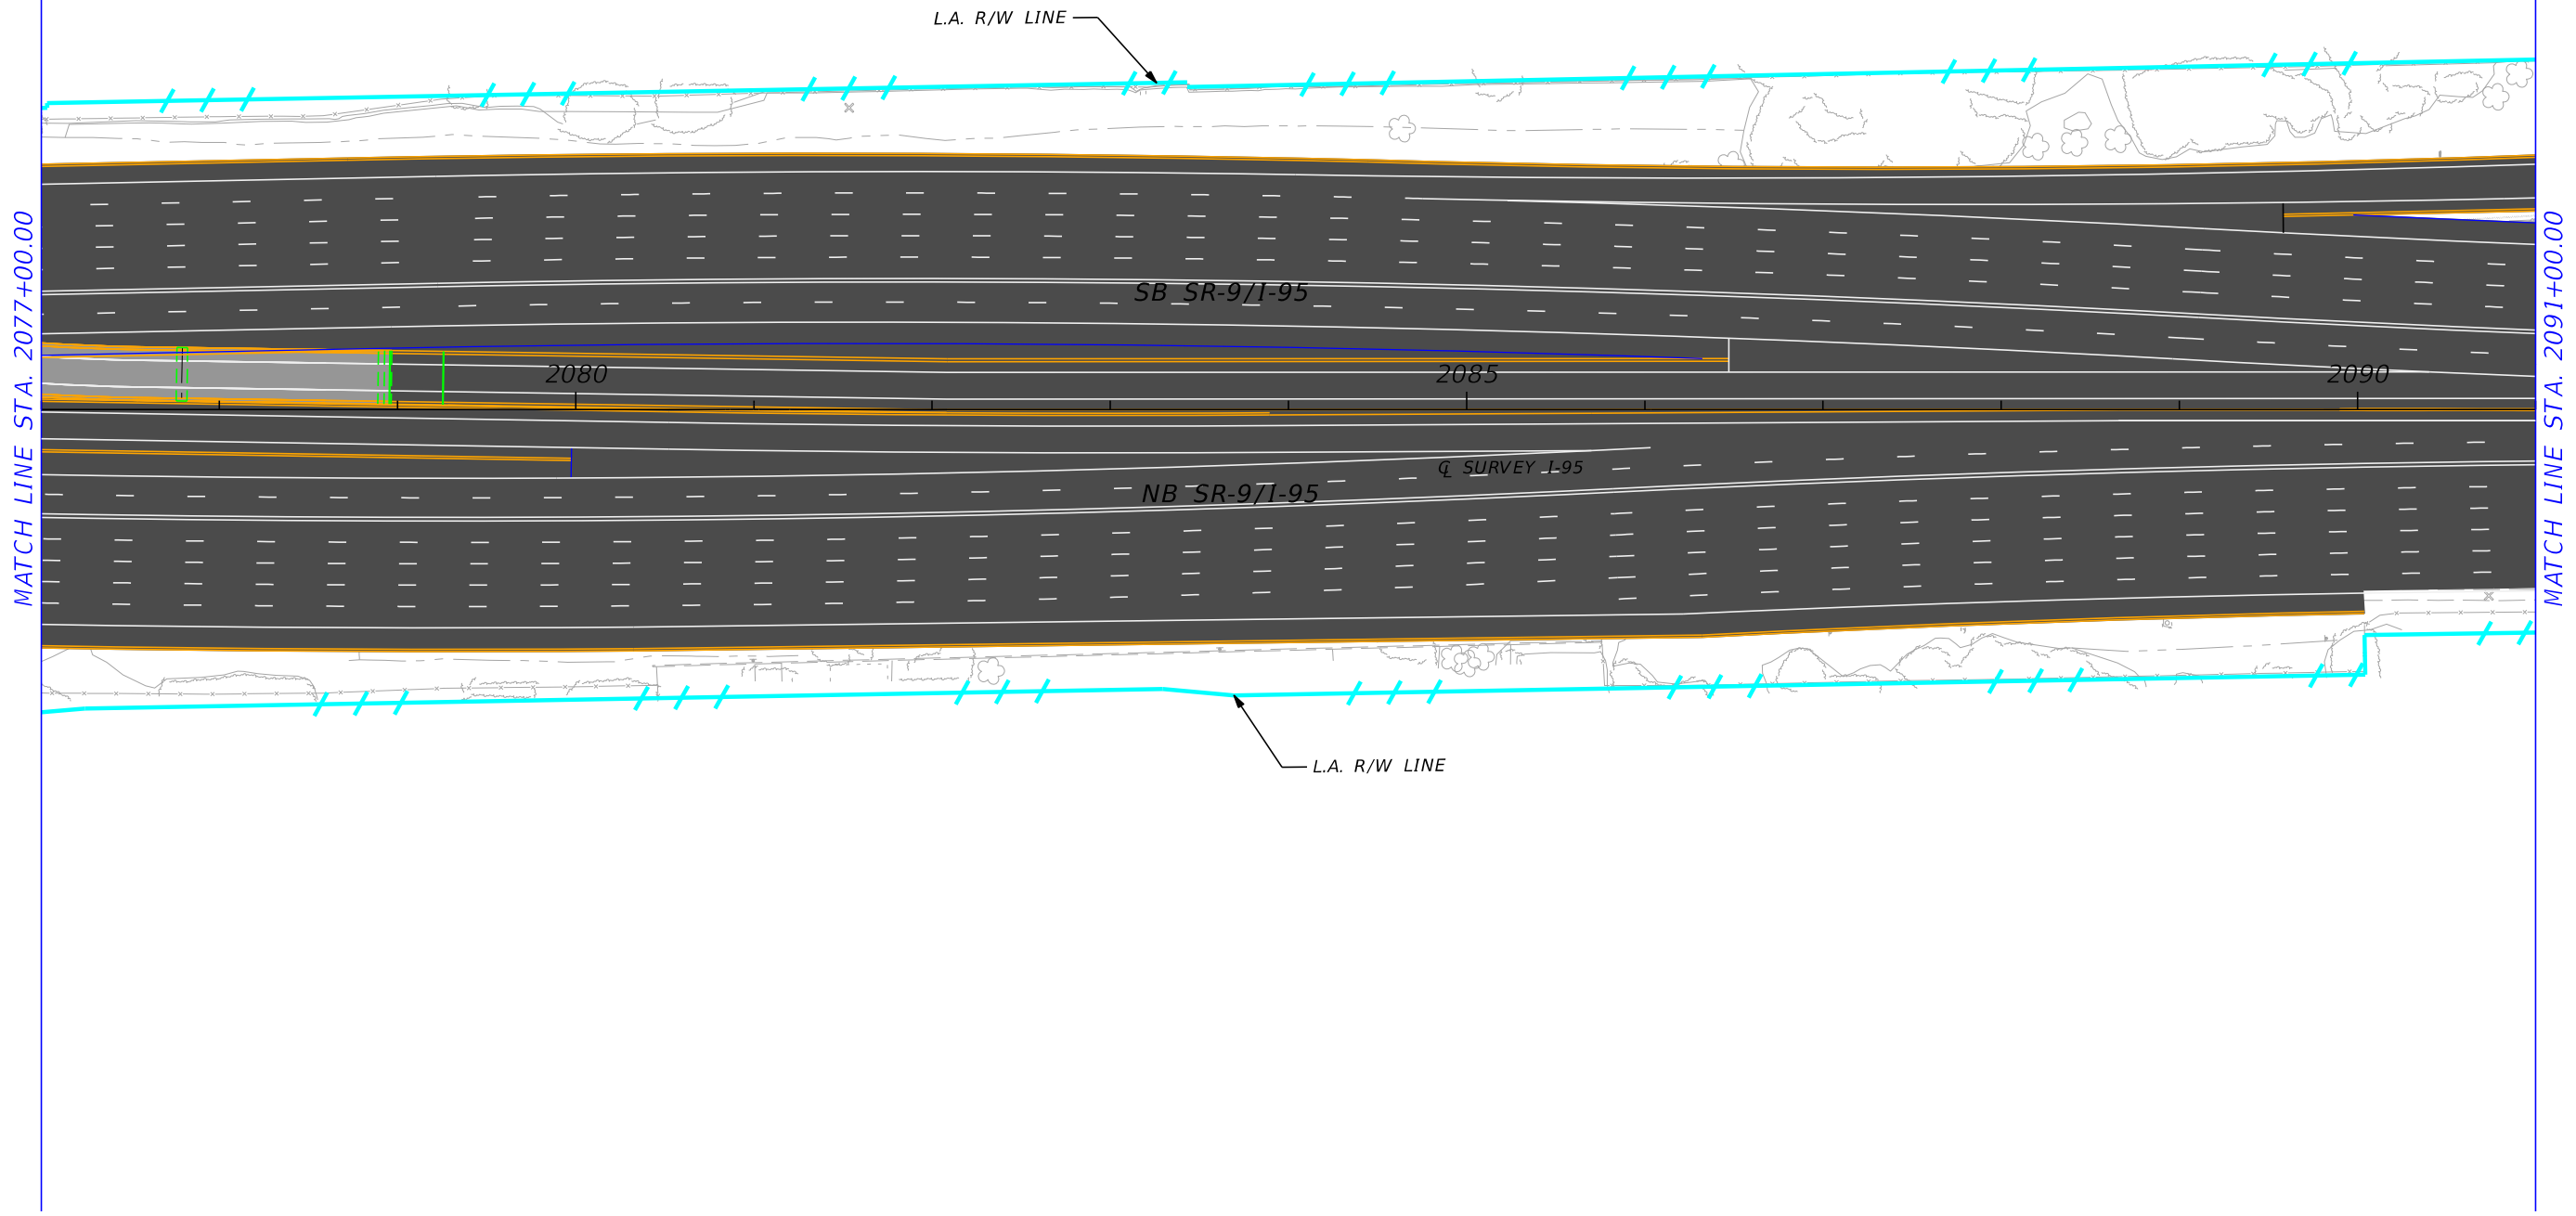 L.A. R/W LINE
MATCH LINE STA. 2077+00.00
SB SR-9/I-95
2080
2085
2090
℄ SURVEY I-95
NB SR-9/I-95
L.A. R/W LINE
MATCH LINE STA. 2091+00.00